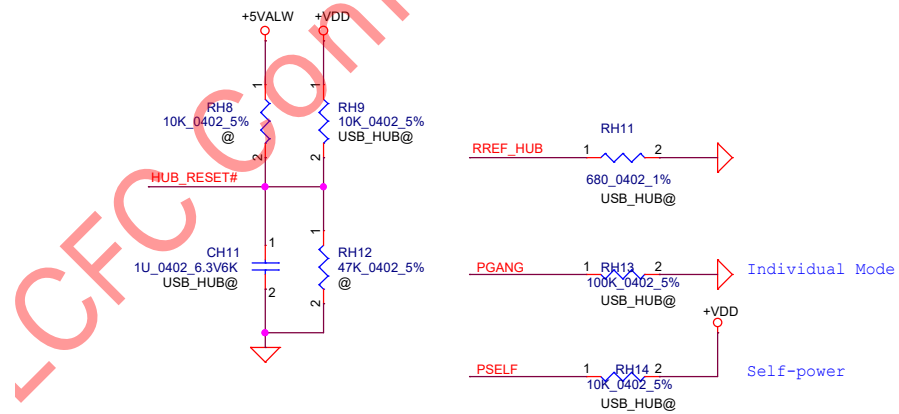 +5VALW
+VDD
1
1
RH8
10K_0402_5%
@
RH9
10K_0402_5%
USB_HUB@
2
2
HUB_RESET#
1
CH11
1U_0402_6.3V6K
USB_HUB@
2
1
RH12
47K_0402_5%
@
2
RH11
RREF_HUB
1
2
680_0402_1%
USB_HUB@
PGANG
1
RH13
2
100K_0402_5%
USB_HUB@
Individual Mode
+VDD
PSELF
1
RH14
2
10K_0402_5%
USB_HUB@
Self-power
CFC